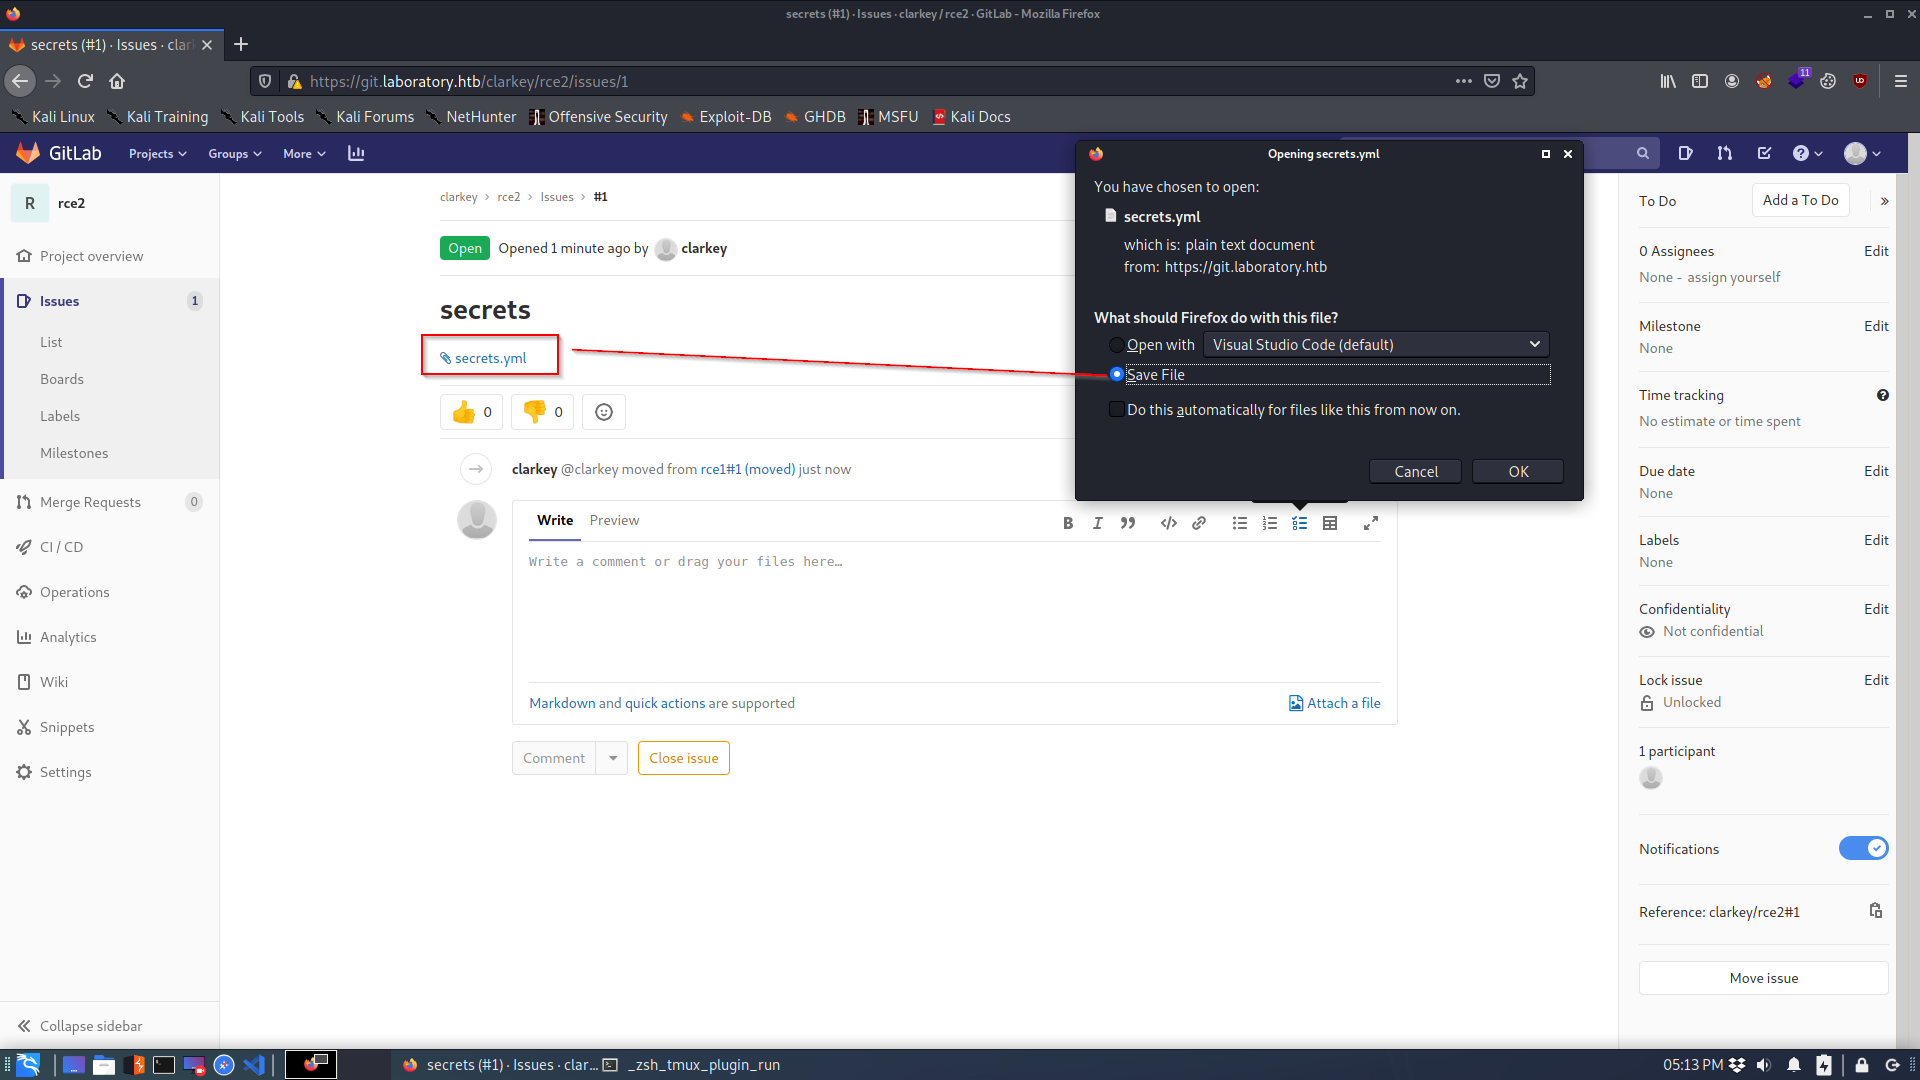 secrets (#1) · Issues · clarkey / rce2 · GitLab - Mozilla Firefox
secrets (#1) · Issues · clar
https://git.laboratory.htb/clarkey/rce2/issues/1
11
Kali Linux Kali Training Kali Tools Kali Forums NetHunter Offensive Security Exploit-DB GHDB MSFU Kali Docs
GitLab Projects Groups More
R rce2
Project overview
Issues 1
List
Boards
Labels
Milestones
Merge Requests 0
CI / CD
Operations
Analytics
Wiki
Snippets
Settings
Collapse sidebar
clarkey > rce2 > Issues > #1
Open Opened 1 minute ago by clarkey
secrets
secrets.yml
0 0
clarkey @clarkey moved from rce1#1 (moved) just now
Write Preview
Write a comment or drag your files here…
Markdown and quick actions are supported
Attach a file
Comment Close issue
Opening secrets.yml
You have chosen to open:
secrets.yml
which is: plain text document
from: https://git.laboratory.htb
What should Firefox do with this file?
Open with Visual Studio Code (default)
Save File
Do this automatically for files like this from now on.
Cancel OK
To Do Add a To Do »
0 Assignees Edit
None - assign yourself
Milestone Edit
None
Time tracking
No estimate or time spent
Due date Edit
None
Labels Edit
None
Confidentiality Edit
Not confidential
Lock issue Edit
Unlocked
1 participant
Notifications
Reference: clarkey/rce2#1
Move issue
secrets (#1) · Issues · clar... _zsh_tmux_plugin_run
05:13 PM